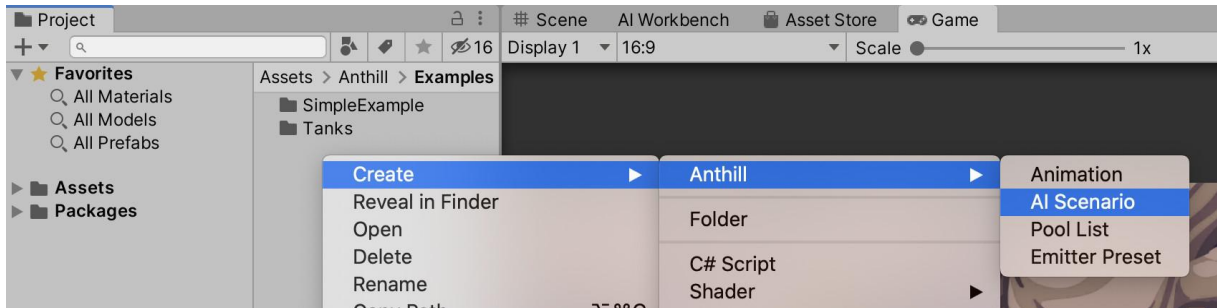 Project
Scene
AI Workbench
Asset Store
Game
16
Display 1
16:9
Scale
1x
Favorites
All Materials
All Models
All Prefabs
Assets
Packages
Assets > Anthill > Examples
SimpleExample
Tanks
Create
Reveal in Finder
Open
Delete
Rename
Anthill
Folder
C# Script
Shader
Animation
AI Scenario
Pool List
Emitter Preset